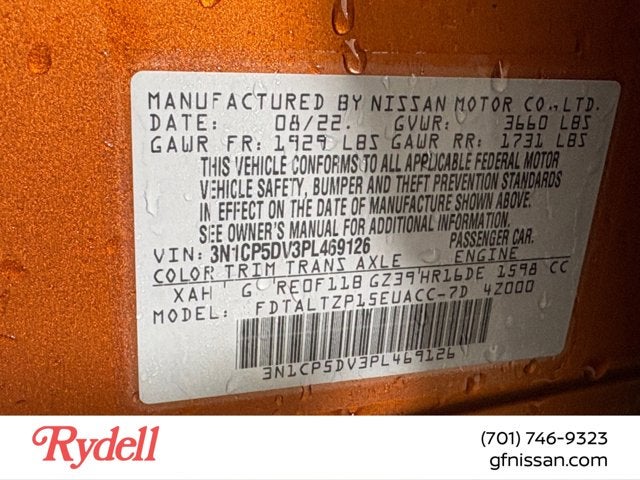 MANUFACTURED BY NISSAN MOTOR CO.,LTD.
DATE: 08/22. GVWR: 3660 LBS
GAWR FR: 1929 LBS GAWR RR: 1731 LBS
THIS VEHICLE CONFORMS TO ALL APPLICABLE FEDERAL MOTOR
VEHICLE SAFETY, BUMPER AND THEFT PREVENTION STANDARDS
IN EFFECT ON THE DATE OF MANUFACTURE SHOWN ABOVE.
SEE OWNER'S MANUAL FOR ADDITIONAL INFORMATION.
VIN: 3N1CP5DV3PL469126 PASSENGER CAR.
COLOR TRIM TRANS AXLE ENGINE
XAH G RE0F11B GZ39 HR16DE 1598 CC
MODEL: FDTALTZP15EUACC-7D 4Z000
3N1CP5DV3PL469126
Rydell
(701) 746-9323
gfnissan.com